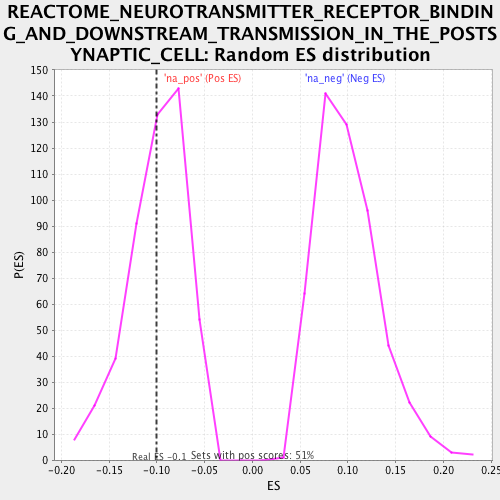 REACTOME_NEUROTRANSMITTER_RECEPTOR_BINDIN
G_AND_DOWNSTREAM_TRANSMISSION_IN_THE_POSTS
YNAPTIC_CELL: Random ES distribution
'na_pos' (Pos ES) 'na_neg' (Neg ES)
150
140
130
120
110
100
90
80
70
60
50
40
30
20
10
0
P(ES)
Real ES -0.1 Sets with pos scores: 51%
-0.20 -0.15 -0.10 -0.05 0.00 0.05 0.10 0.15 0.20 0.25
ES